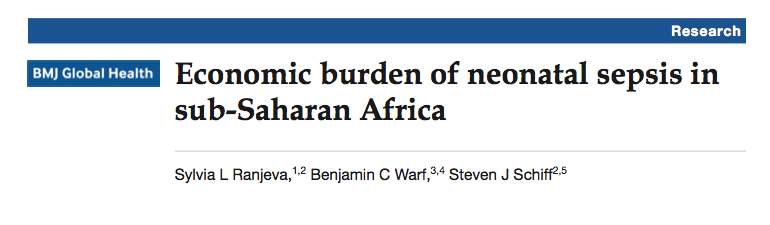 Research
BMJ Global Health
Economic burden of neonatal sepsis in
sub-Saharan Africa
Sylvia L Ranjeva,1,2 Benjamin C Warf,3,4 Steven J Schiff2,5